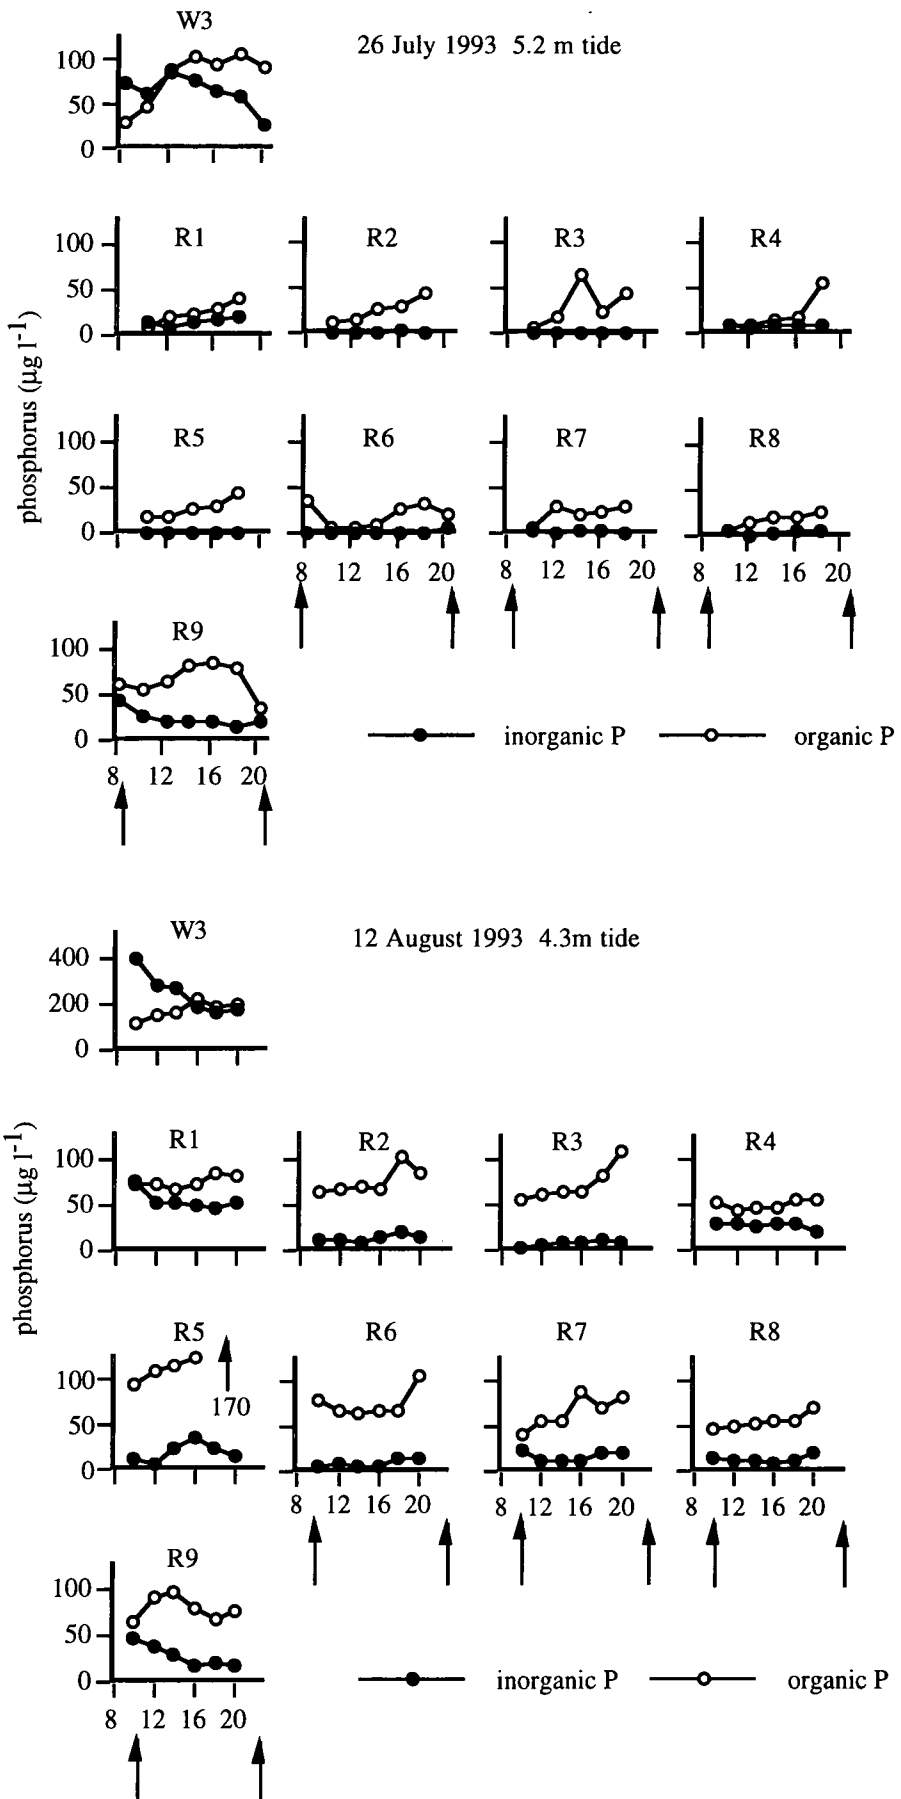 W3
26 July 1993 5.2 m tide
100
50
0
R1 R2 R3 R4
100
50
0
phosphorus (µg l⁻¹)
R5 R6 R7 R8
100
50
0
8 12 16 20 8 12 16 20 8 12 16 20
R9
100
50
0
8 12 16 20
inorganic P organic P
W3
12 August 1993 4.3m tide
400
200
0
R1 R2 R3 R4
100
50
0
phosphorus (µg l⁻¹)
R5 R6 R7 R8
100
170
50
0
8 12 16 20 8 12 16 20 8 12 16 20
R9
100
50
0
8 12 16 20
inorganic P organic P